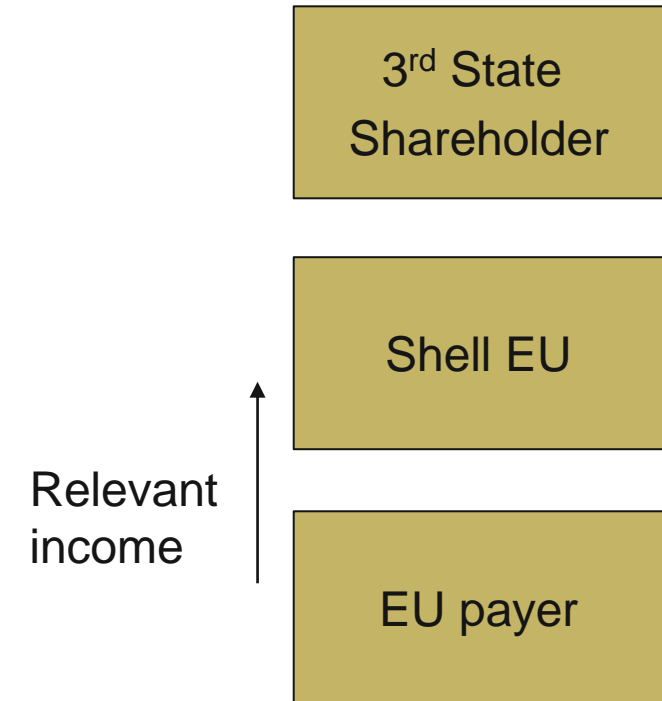 3rd State
Shareholder
Shell EU
Relevant
income
EU payer